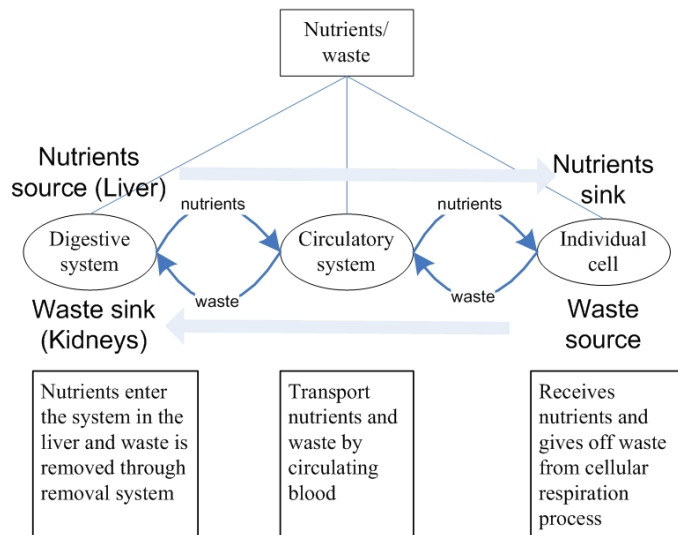 Nutrients/
waste
Nutrients
source (Liver)
Nutrients
sink
nutrients
nutrients
Digestive
system
Circulatory
system
Individual
cell
waste
waste
Waste sink
(Kidneys)
Waste
source
Nutrients enter
the system in the
liver and waste is
removed through
removal system
Transport
nutrients and
waste by
circulating
blood
Receives
nutrients and
gives off waste
from cellular
respiration
process